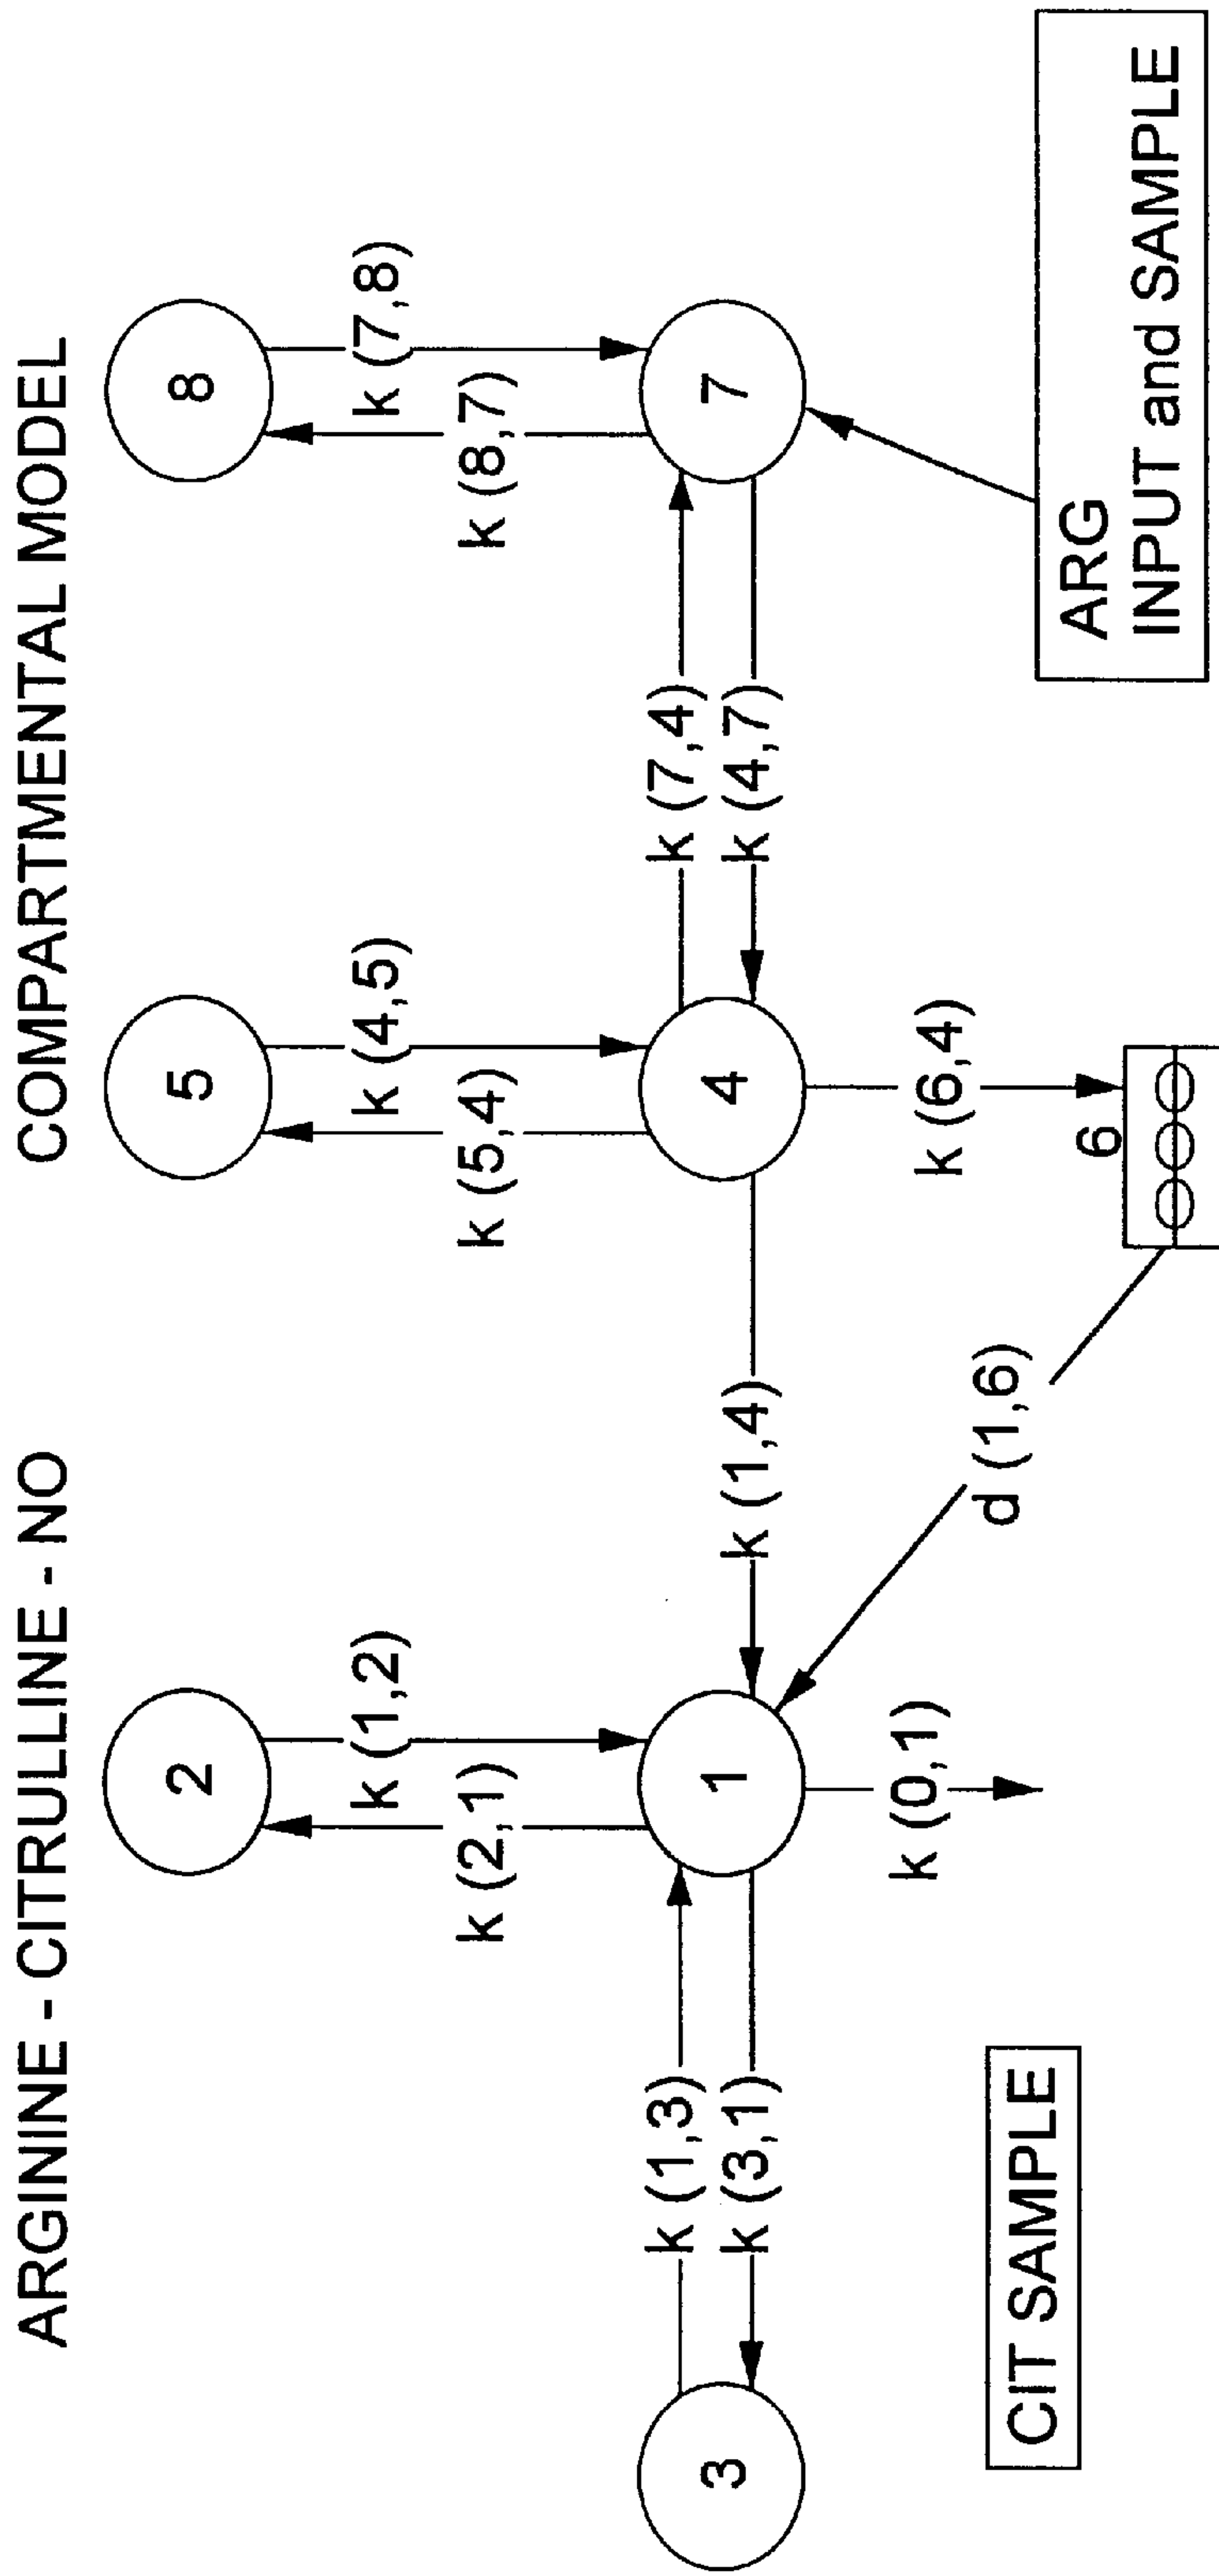 ARGININE - CITRULLINE - NO COMPARTMENTAL MODEL
2
5
8
k (1,2)
k (4,5)
k (7,8)
k (2,1)
k (5,4)
k (8,7)
k (1,3)
k (7,4)
3
1
4
7
k (3,1)
k (1,4)
k (4,7)
k (0,1)
k (6,4)
d (1,6)
6
CIT SAMPLE
ARG
INPUT and SAMPLE